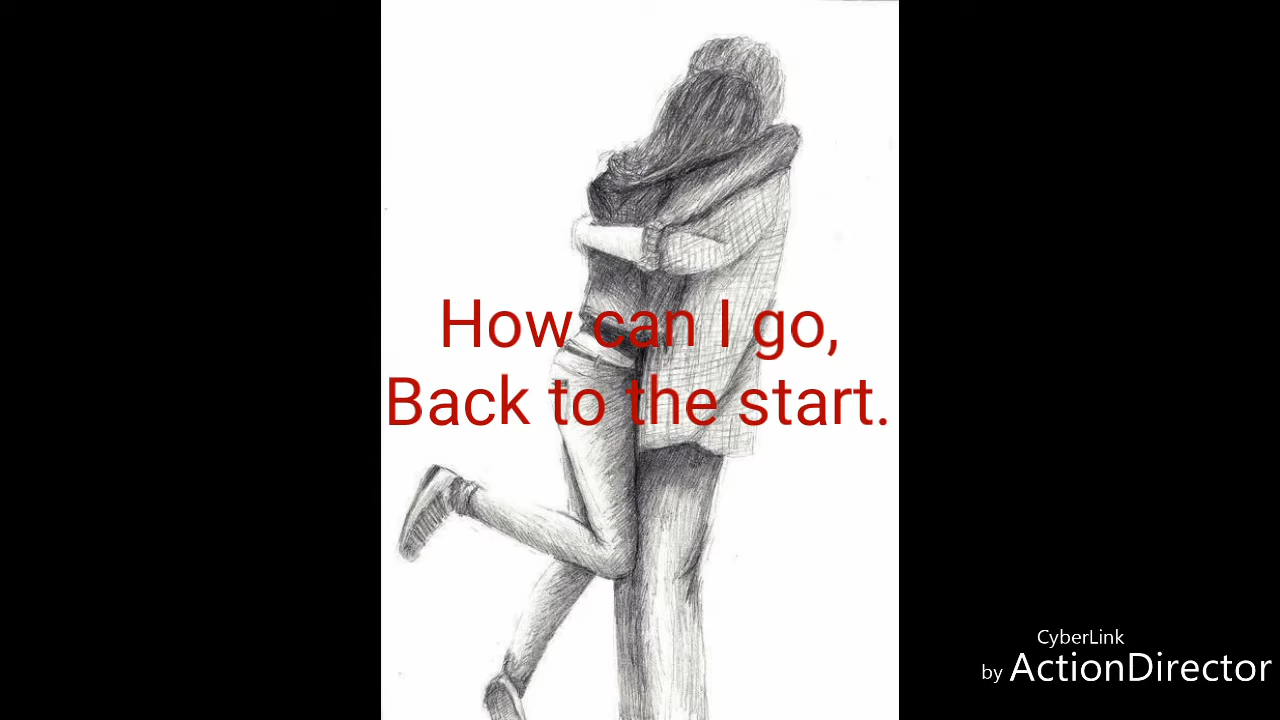 How can I go,
Back to the start.
CyberLink
by ActionDirector